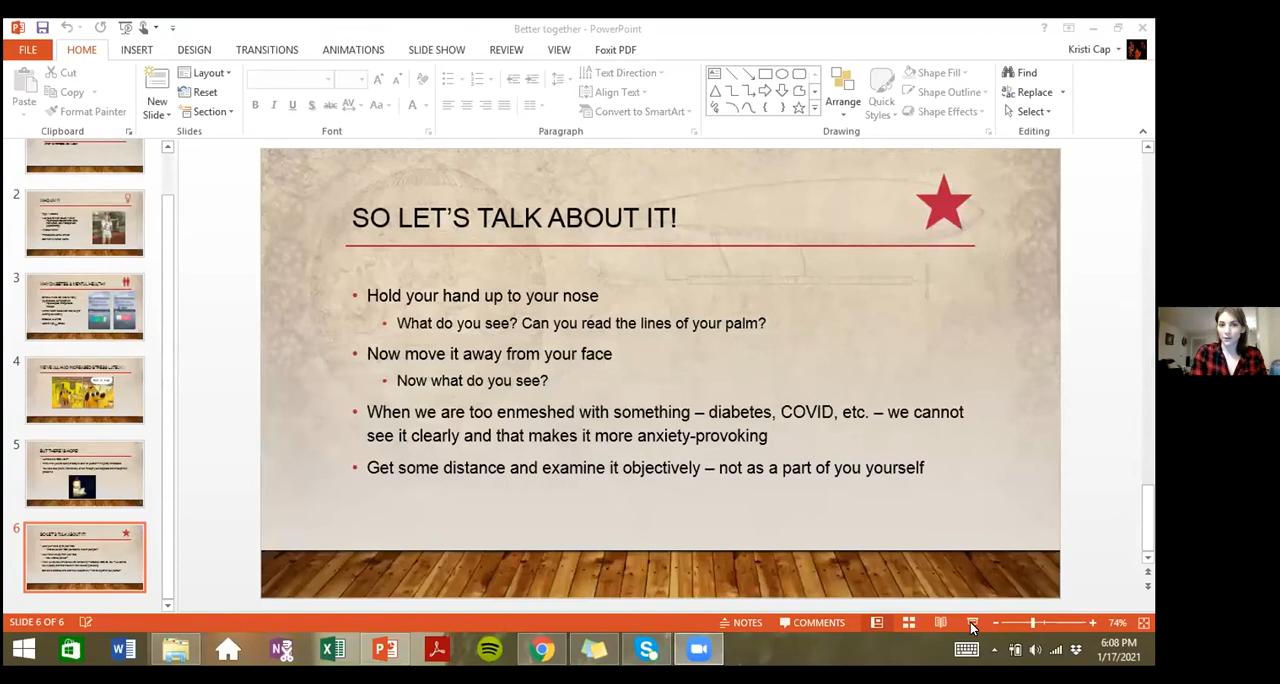 Better together - PowerPoint
FILE
HOME
INSERT
DESIGN
TRANSITIONS
ANIMATIONS
SLIDE SHOW
REVIEW
VIEW
Foxit PDF
Kristi Cap
Paste
Cut
Copy
Format Painter
Clipboard
New
Slide
Layout
Reset
Section
Slides
Font
Text Direction
Align Text
Convert to SmartArt
Paragraph
Arrange
Quick
Styles
Shape Fill
Shape Outline
Shape Effects
Drawing
Find
Replace
Select
Editing
2
3
4
5
6
SO LET'S TALK ABOUT IT!
• Hold your hand up to your nose
• What do you see? Can you read the lines of your palm?
• Now move it away from your face
• Now what do you see?
• When we are too enmeshed with something – diabetes, COVID, etc. – we cannot
see it clearly and that makes it more anxiety-provoking
• Get some distance and examine it objectively – not as a part of you yourself
SLIDE 6 OF 6
NOTES
COMMENTS
74%
6:08 PM
1/17/2021